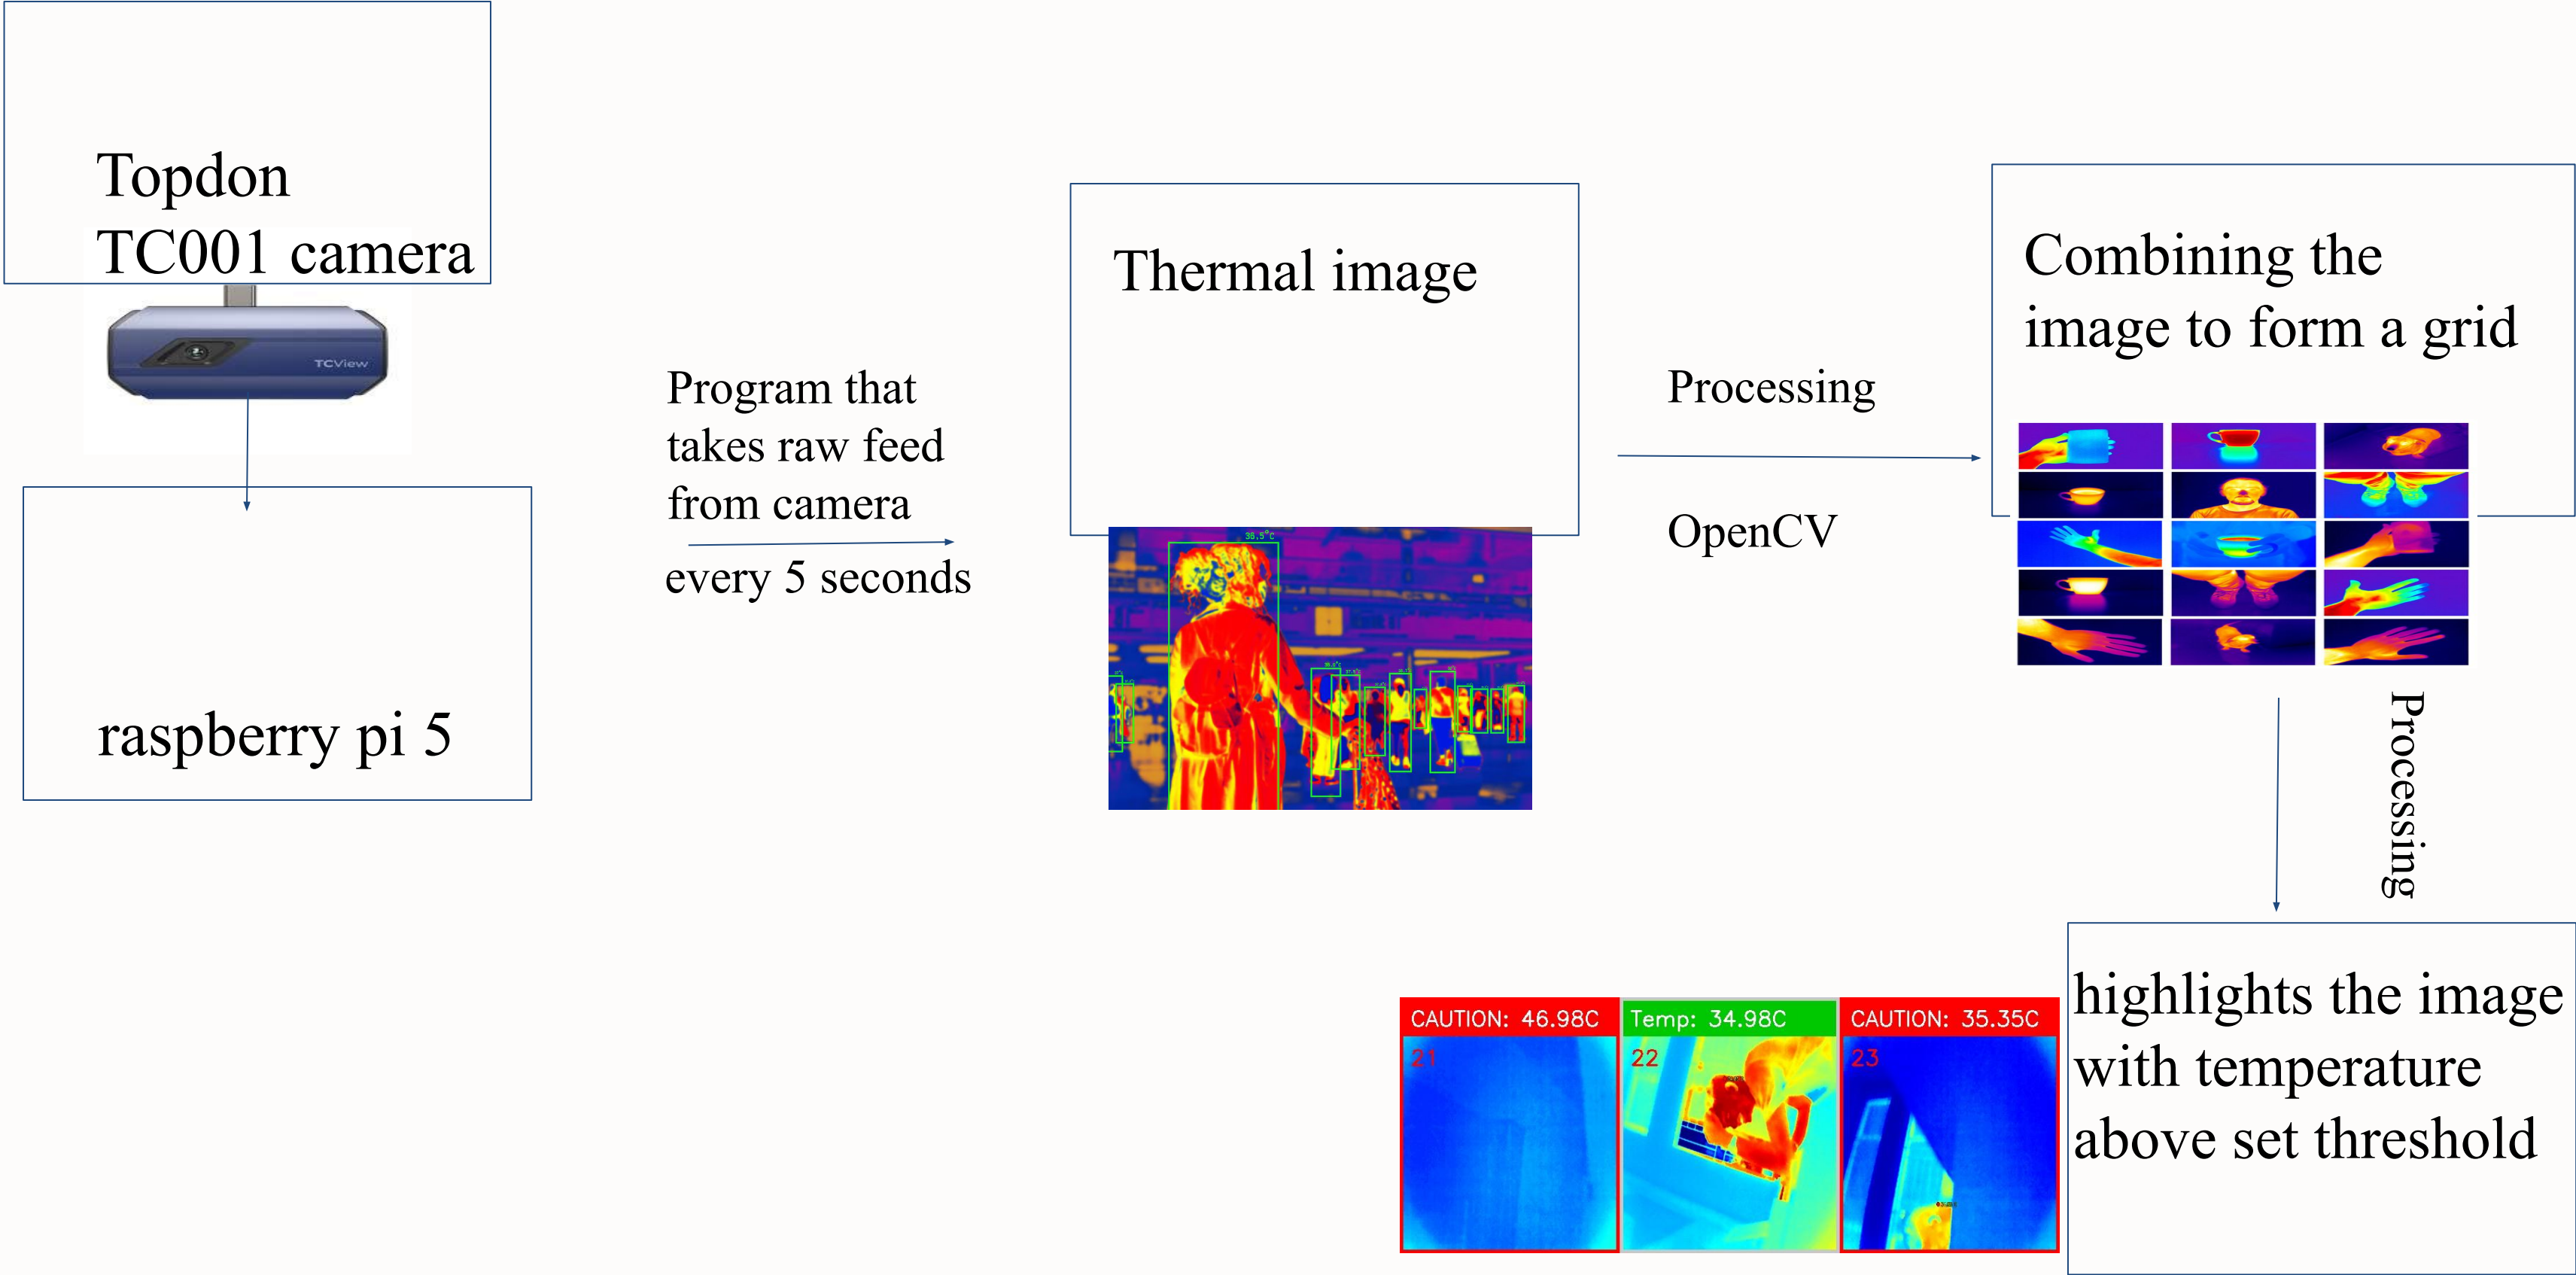 Topdon
TC001 camera
TCView
raspberry pi 5
Program that
takes raw feed
from camera
every 5 seconds
Thermal image
36.5°C
Processing
OpenCV
Combining the
image to form a grid
Processing
highlights the image
with temperature
above set threshold
CAUTION: 46.98C
21
Temp: 34.98C
22
CAUTION: 35.35C
23